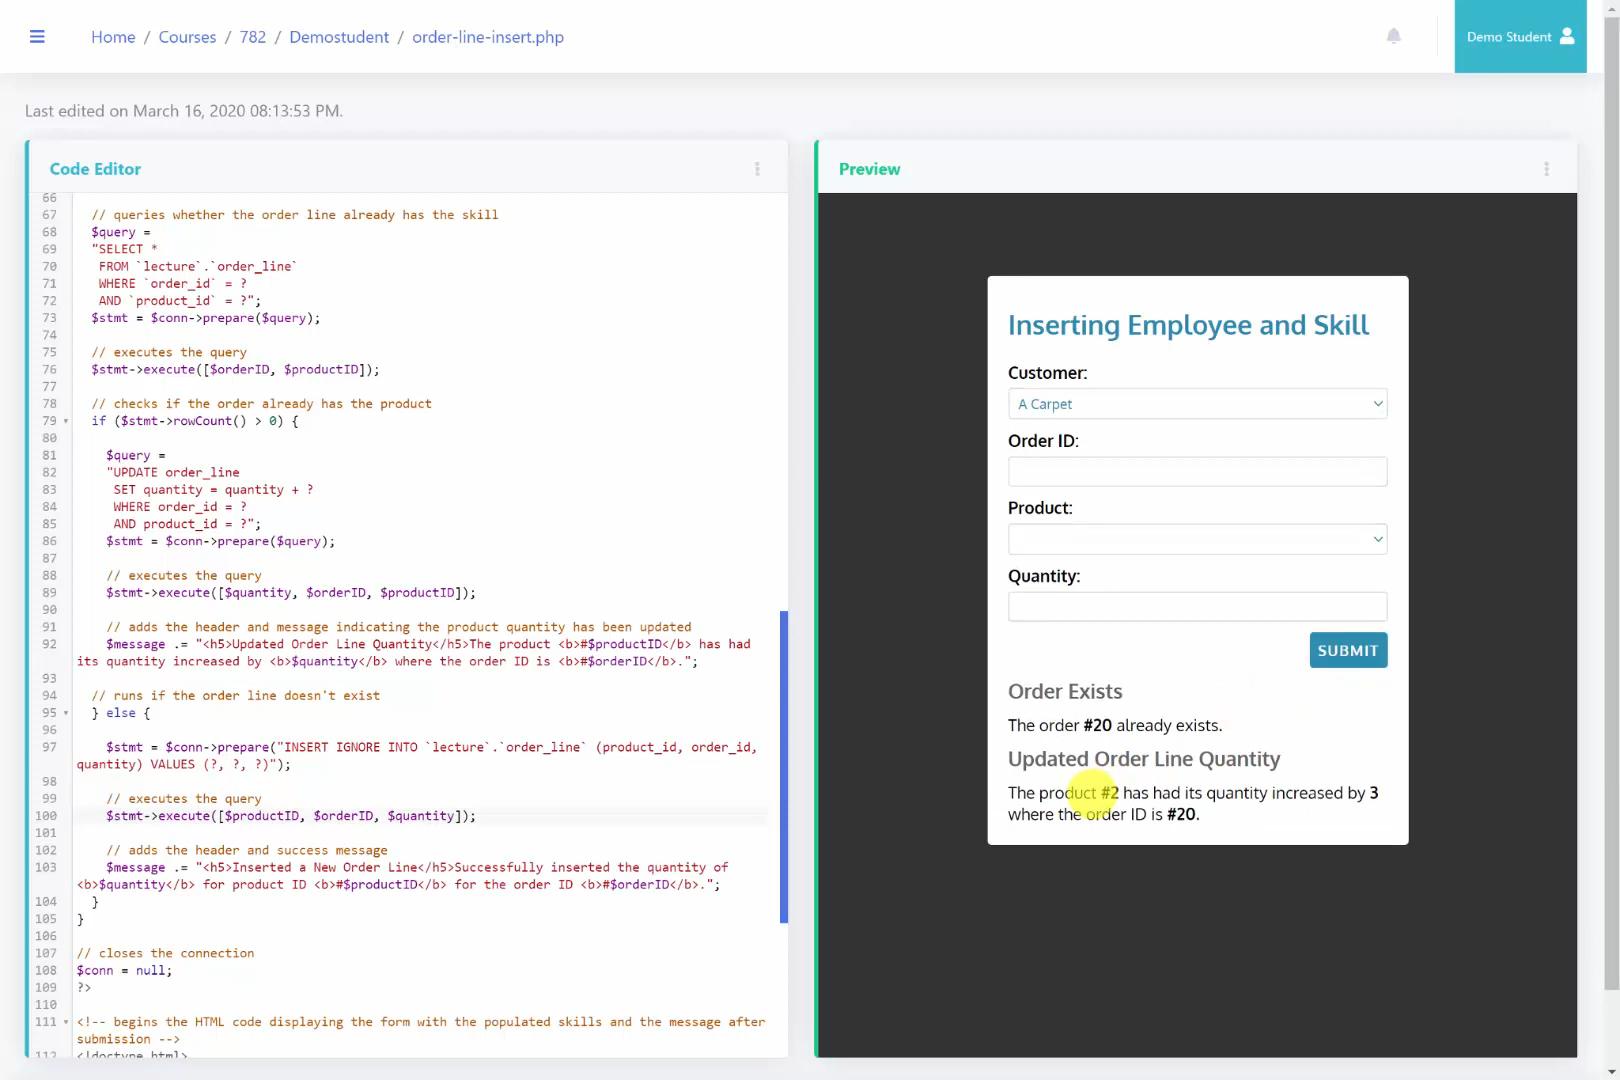 Home / Courses / 782 / Demostudent / order-line-insert.php
Demo Student
Last edited on March 16, 2020 08:13:53 PM.
Code Editor
66
67 // queries whether the order line already has the skill
68 $query =
69 "SELECT *
70 FROM `lecture`.`order_line`
71 WHERE `order_id` = ?
72 AND `product_id` = ?";
73 $stmt = $conn->prepare($query);
74
75 // executes the query
76 $stmt->execute([$orderID, $productID]);
77
78 // checks if the order already has the product
79 if ($stmt->rowCount() > 0) {
80
81 $query =
82 "UPDATE order_line
83 SET quantity = quantity + ?
84 WHERE order_id = ?
85 AND product_id = ?";
86 $stmt = $conn->prepare($query);
87
88 // executes the query
89 $stmt->execute([$quantity, $orderID, $productID]);
90
91 // adds the header and message indicating the product quantity has been updated
92 $message .= "<h5>Updated Order Line Quantity</h5>The product <b>#$productID</b> has had
its quantity increased by <b>$quantity</b> where the order ID is <b>#$orderID</b>.";
93
94 // runs if the order line doesn't exist
95 } else {
96
97 $stmt = $conn->prepare("INSERT IGNORE INTO `lecture`.`order_line` (product_id, order_id,
quantity) VALUES (?, ?, ?)");
98
99 // executes the query
100 $stmt->execute([$productID, $orderID, $quantity]);
101
102 // adds the header and success message
103 $message .= "<h5>Inserted a New Order Line</h5>Successfully inserted the quantity of
<b>$quantity</b> for product ID <b>#$productID</b> for the order ID <b>#$orderID</b>.";
104 }
105 }
106
107 // closes the connection
108 $conn = null;
109 ?>
110
111 <!-- begins the HTML code displaying the form with the populated skills and the message after
submission -->
112 <!doctype html>
Preview
Inserting Employee and Skill
Customer:
A Carpet
Order ID:
Product:
Quantity:
SUBMIT
Order Exists
The order #20 already exists.
Updated Order Line Quantity
The product #2 has had its quantity increased by 3
where the order ID is #20.